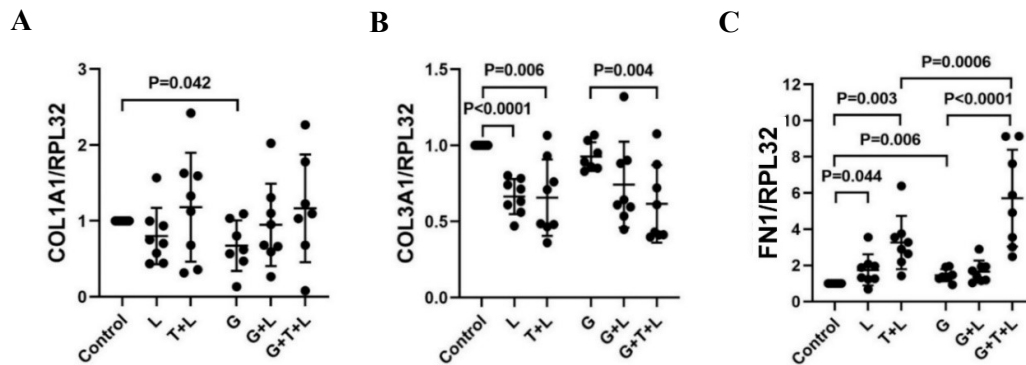 A
COL1A1/RPL32
3
2
1
0
P=0.042
Control
L
T+L
G
G+L
G+T+L
B
COL3A1/RPL32
1.5
1.0
0.5
0.0
P=0.006
P=0.004
P<0.0001
Control
L
T+L
G
G+L
G+T+L
C
FN1/RPL32
12
10
8
6
4
2
0
P=0.0006
P=0.003
P<0.0001
P=0.006
P=0.044
Control
L
T+L
G
G+L
G+T+L